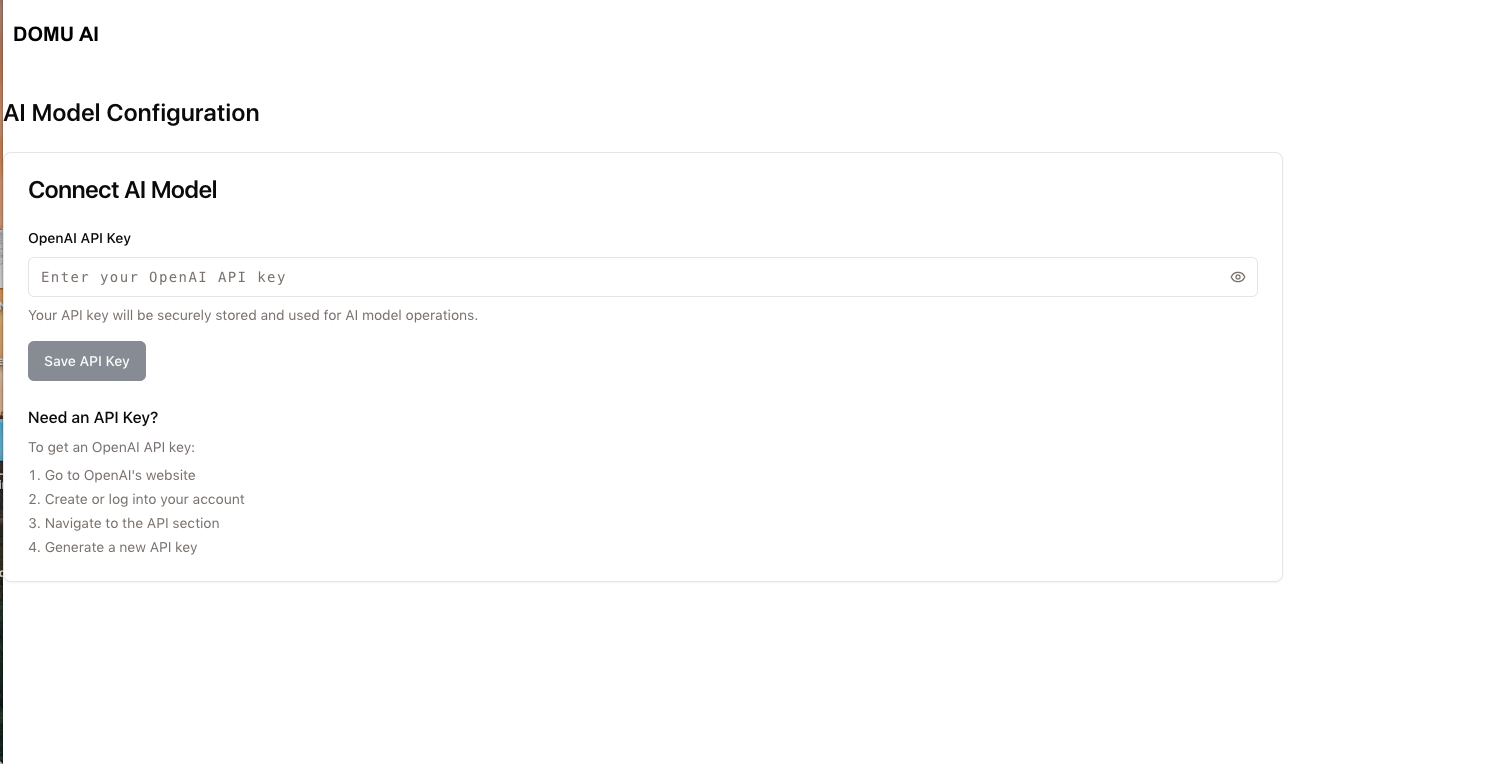 DOMU AI
AI Model Configuration
Connect AI Model
OpenAI API Key
Enter your OpenAI API key
Your API key will be securely stored and used for AI model operations.
Save API Key
Need an API Key?
To get an OpenAI API key:
1. Go to OpenAI's website
2. Create or log into your account
3. Navigate to the API section
4. Generate a new API key